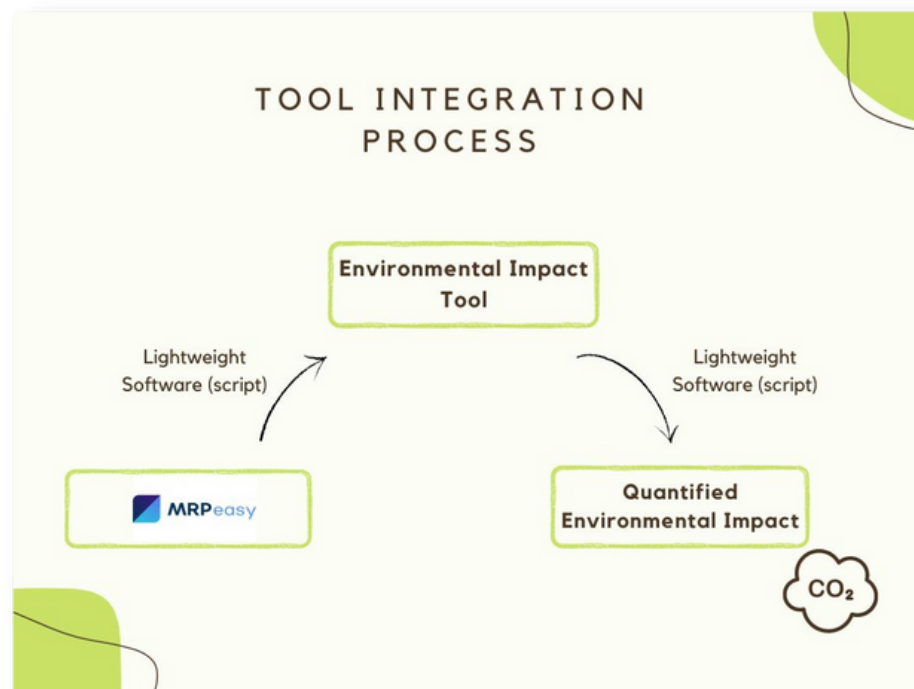 TOOL INTEGRATION
PROCESS
Environmental Impact
Tool
Lightweight
Software (script)
Lightweight
Software (script)
MRPeasy
Quantified
Environmental Impact
CO₂